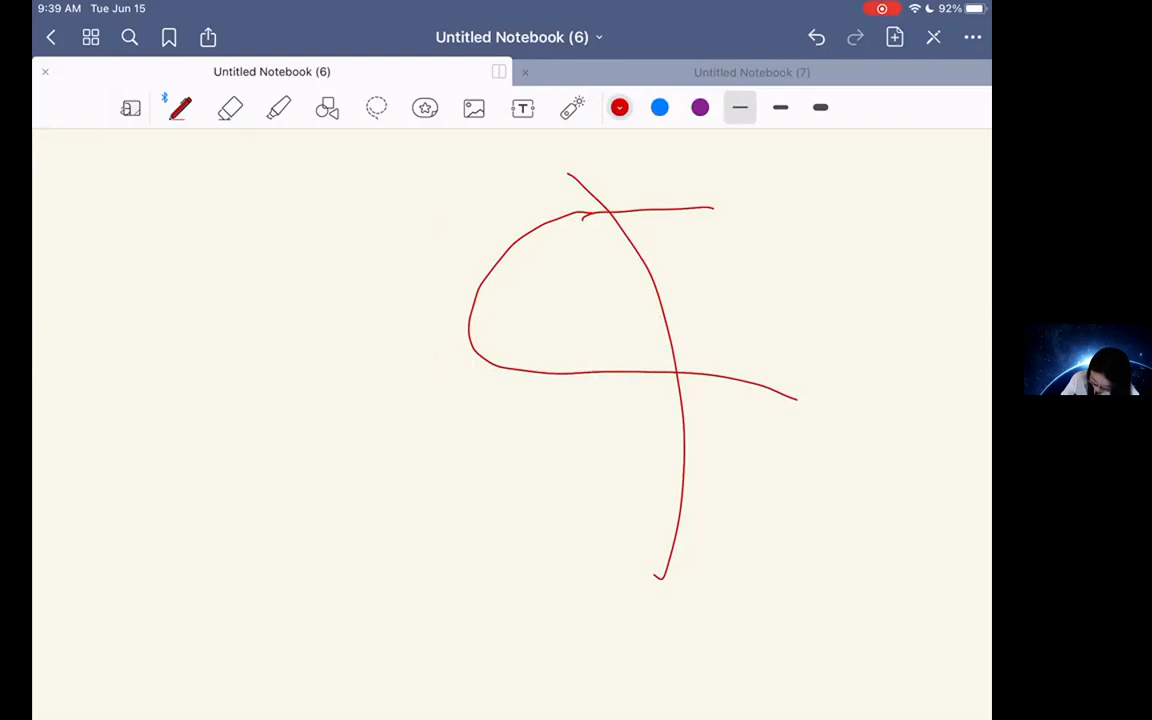 9:39 AM Tue Jun 15
92%
Untitled Notebook (6)
Untitled Notebook (6)
Untitled Notebook (7)
T